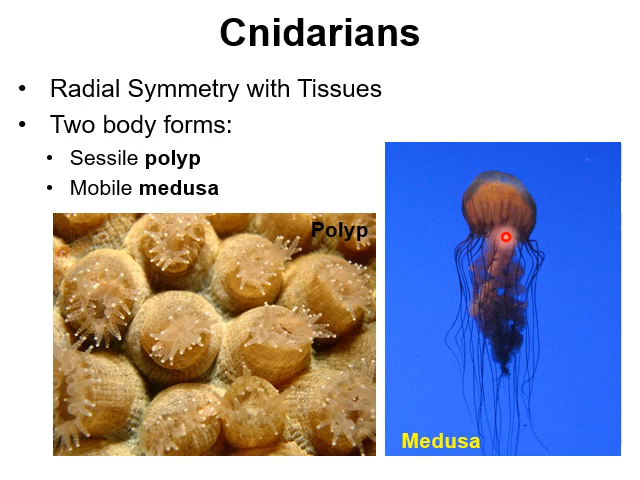 Cnidarians
• Radial Symmetry with Tissues
• Two body forms:
• Sessile polyp
• Mobile medusa
Polyp
Medusa